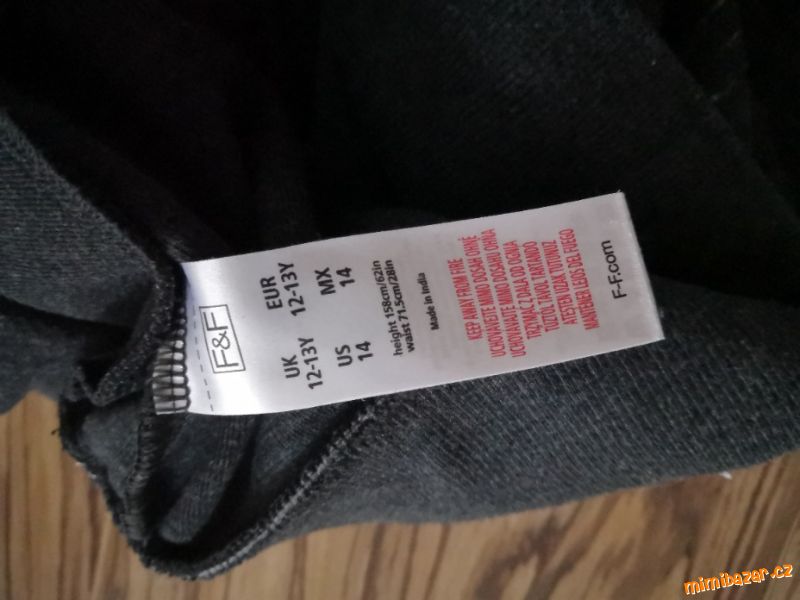 F&F
UK EUR
12-13Y 12-13Y
US MX
14 14
height 158cm/62in
waist 71.5cm/28in
Made in India
KEEP AWAY FROM FIRE
UCHOVÁVEJTE MIMO DOSAHU OHNĚ
UCHOVÁVAJTE MIMO DOSAHU OHŇA
TRZYMAĆ Z DALA OD OGNIA
TŰZTŐL TÁVOL TARTANDÓ
ATEŞTEN UZAK TUTUNUZ
MANTÉNGASE LEJOS DEL FUEGO
F-F.com
mimibazar.cz